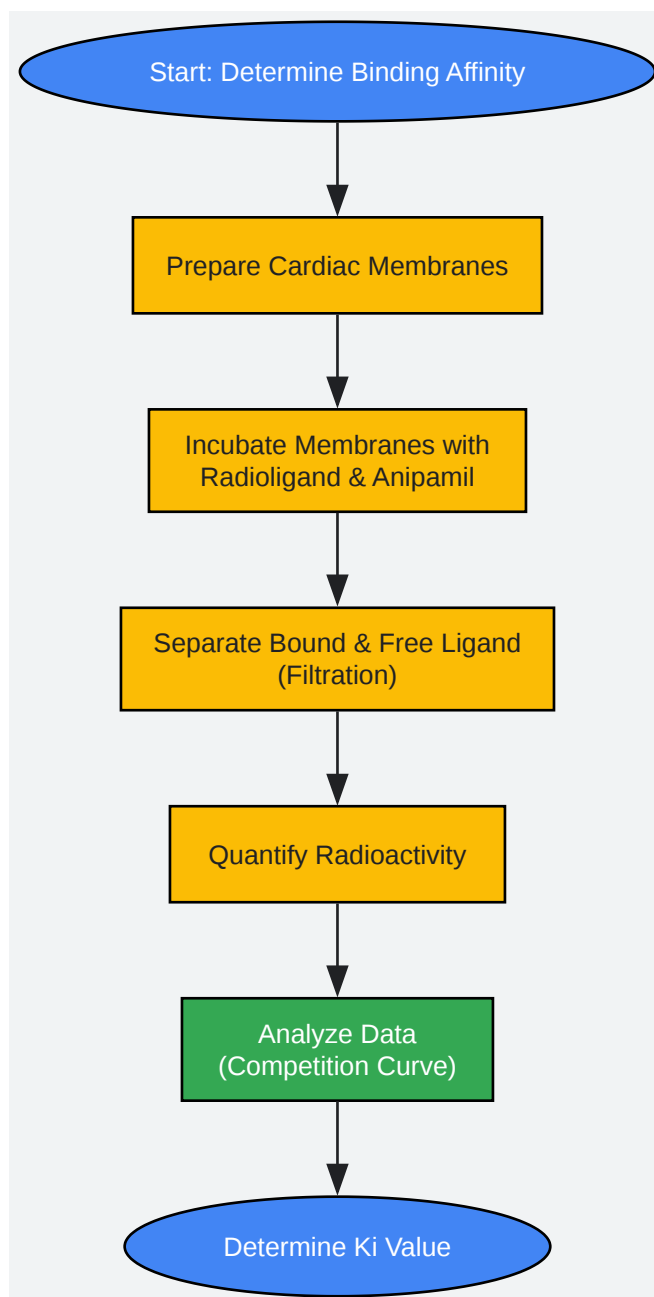 Start: Determine Binding Affinity
Prepare Cardiac Membranes
Incubate Membranes with
Radioligand & Anipamil
Separate Bound & Free Ligand
(Filtration)
Quantify Radioactivity
Analyze Data
(Competition Curve)
Determine Ki Value